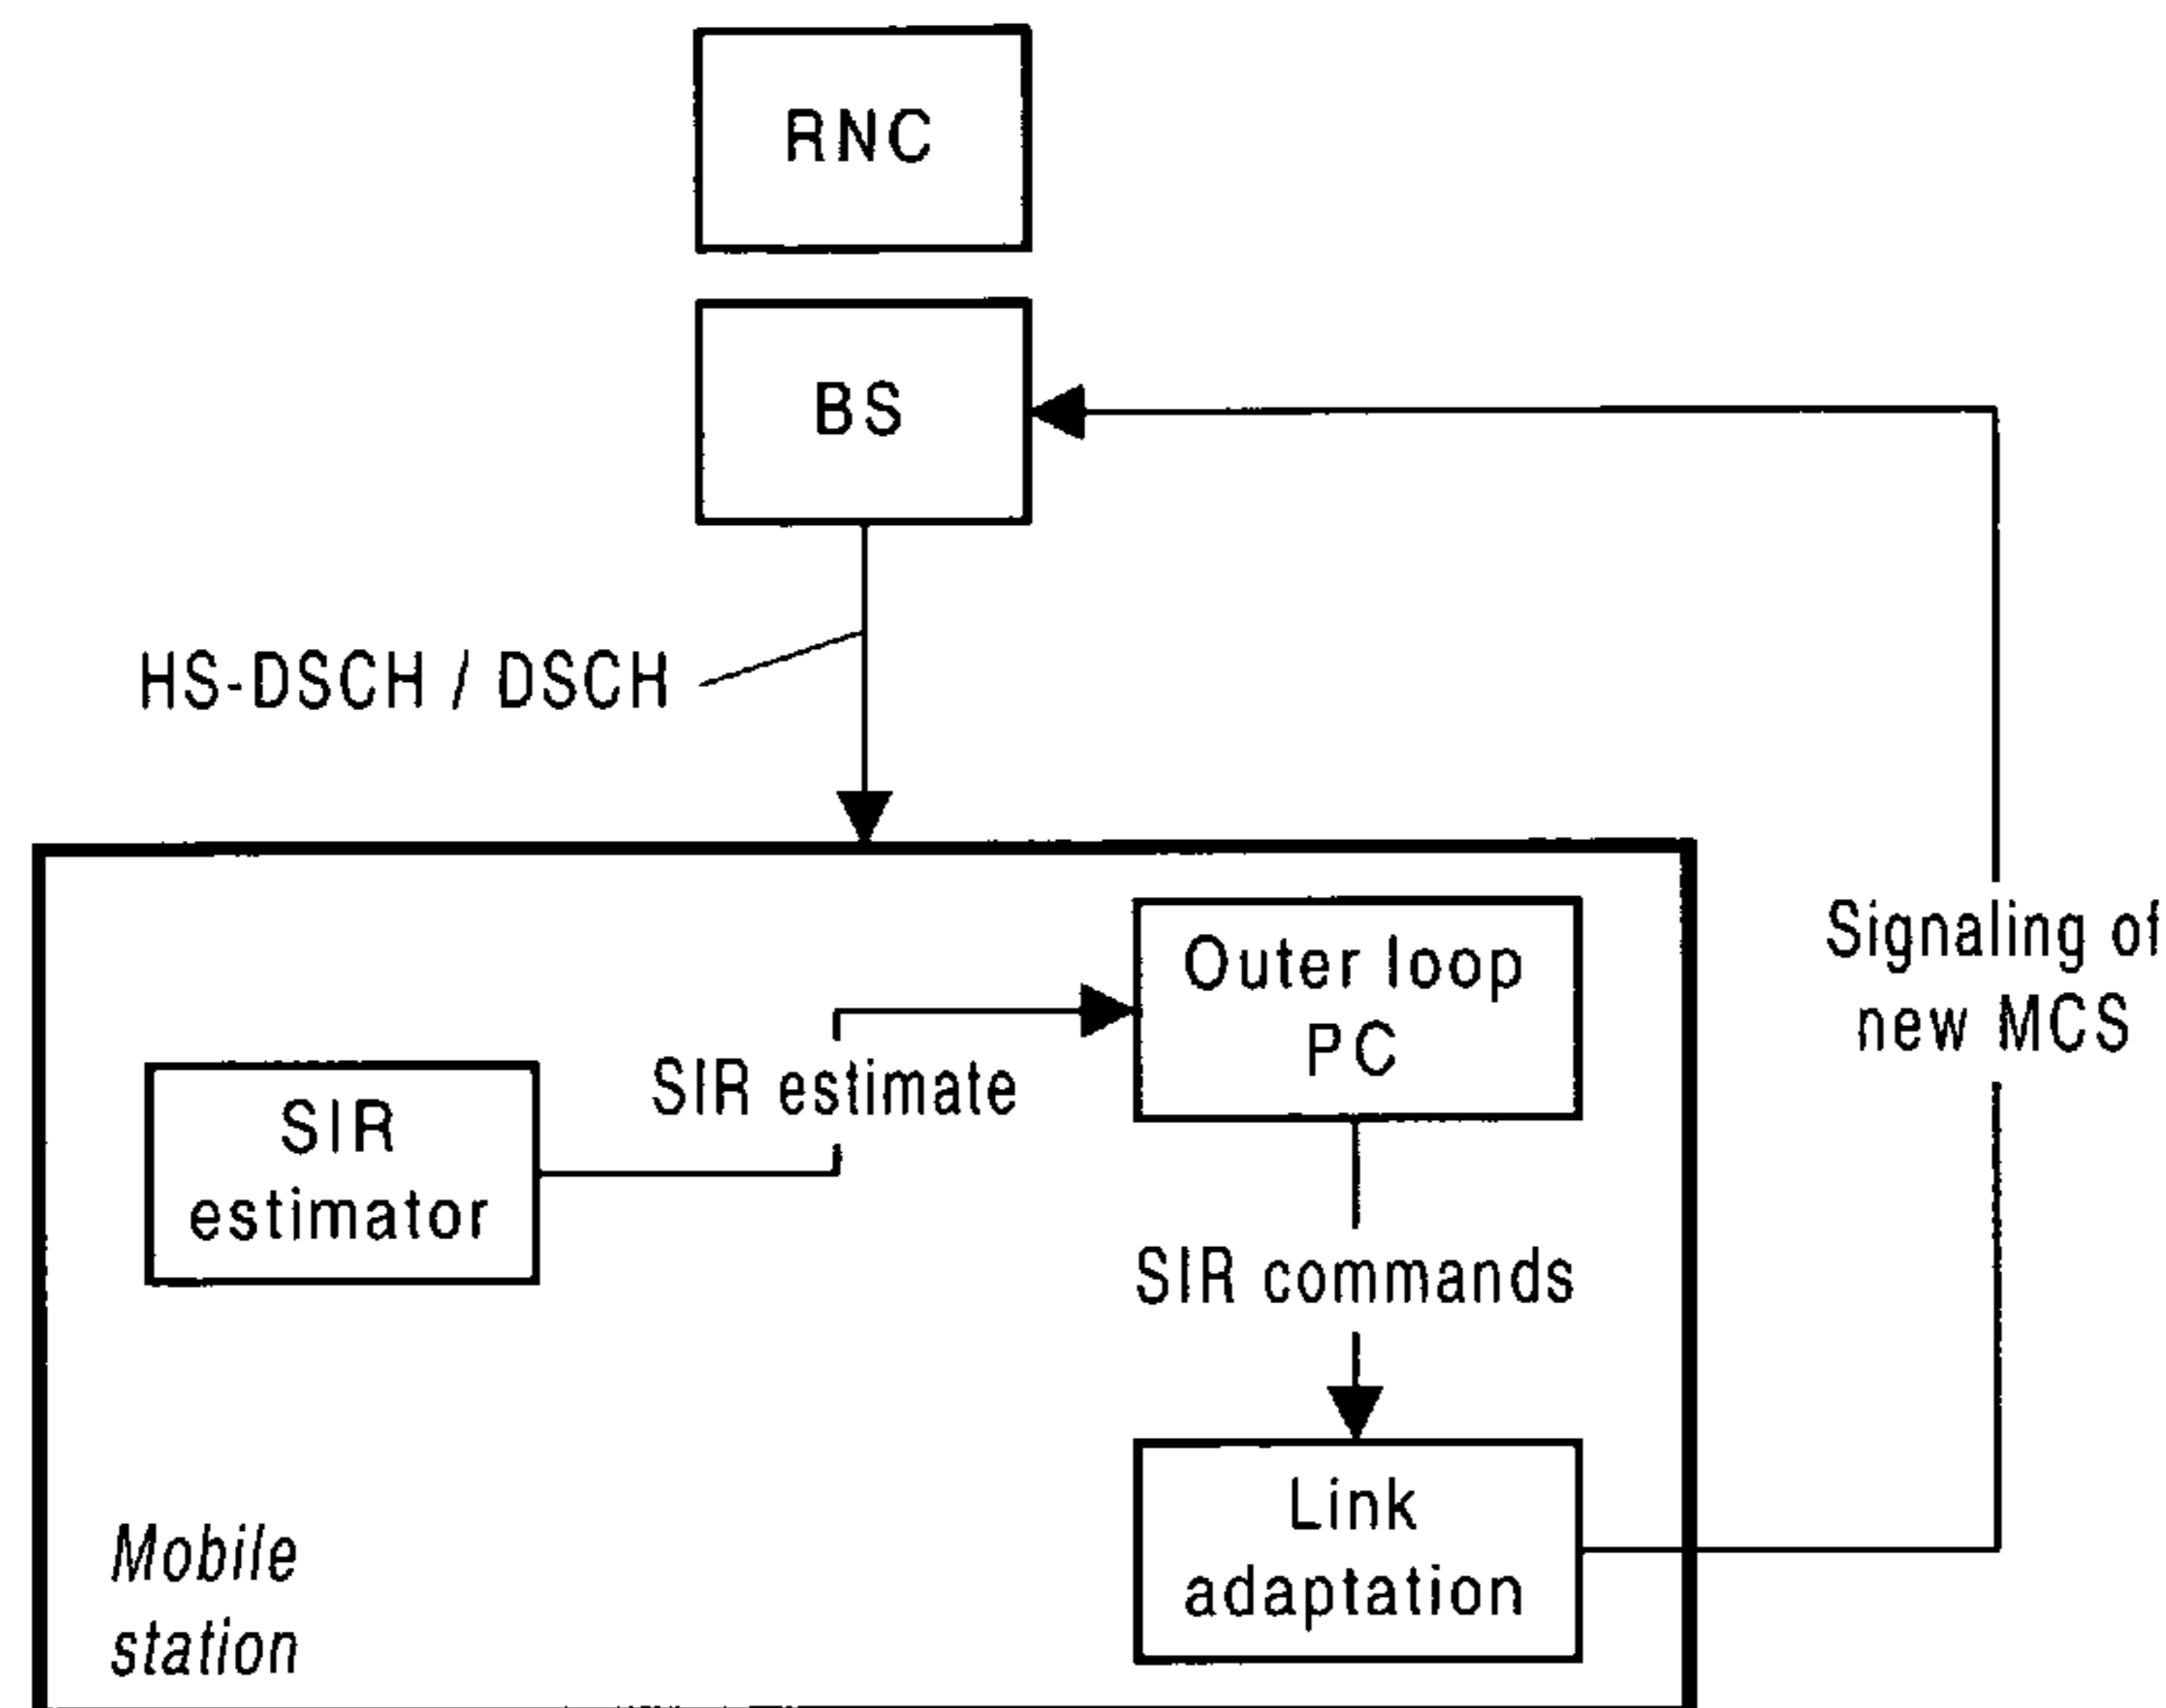 RNC
BS
HS-DSCH / DSCH
Signaling of
new MCS
Outer loop
PC
SIR estimate
SIR
estimator
SIR commands
Link
adaptation
Mobile
station